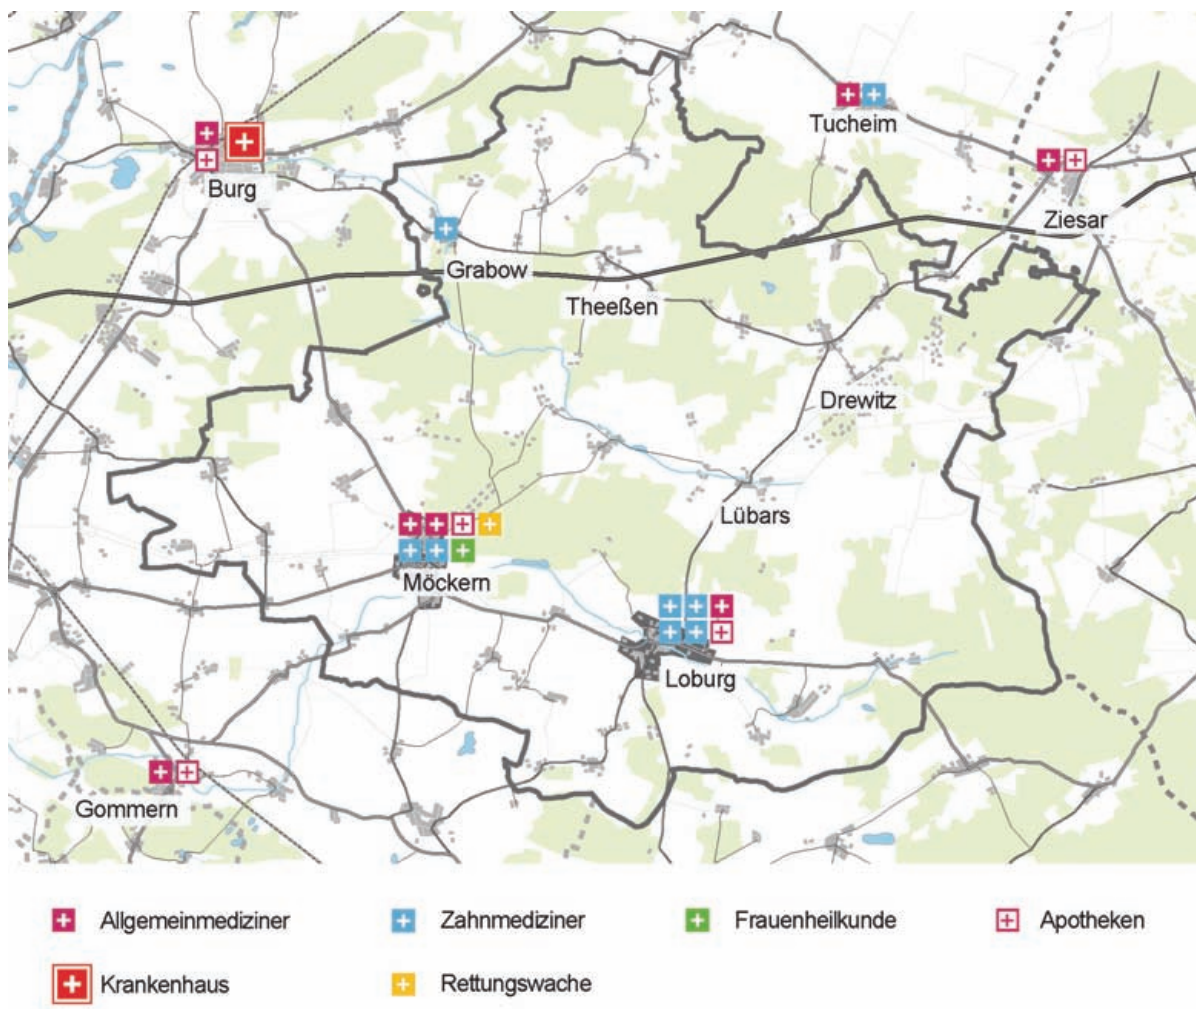 Tucheim
Burg
Ziesar
Grabow
Theeßen
Drewitz
Lübars
Möckern
Loburg
Gommern
Allgemeinmediziner
Zahnmediziner
Frauenheilkunde
Apotheken
Krankenhaus
Rettungswache